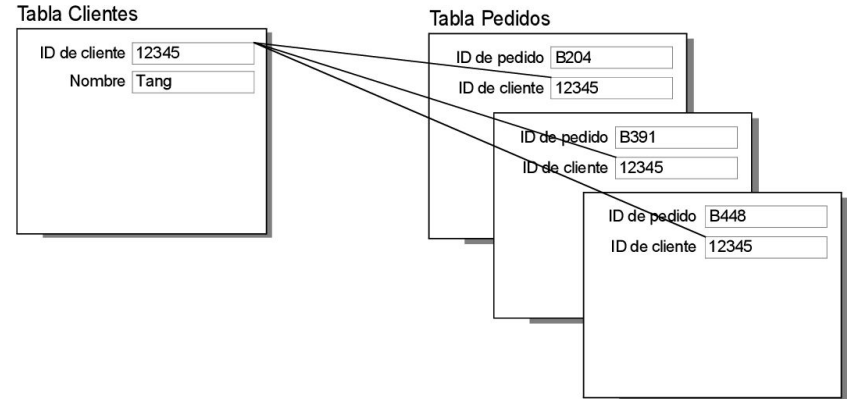 Tabla Clientes
ID de cliente 12345
Nombre Tang
Tabla Pedidos
ID de pedido B204
ID de cliente 12345
ID de pedido B391
ID de cliente 12345
ID de pedido B448
ID de cliente 12345